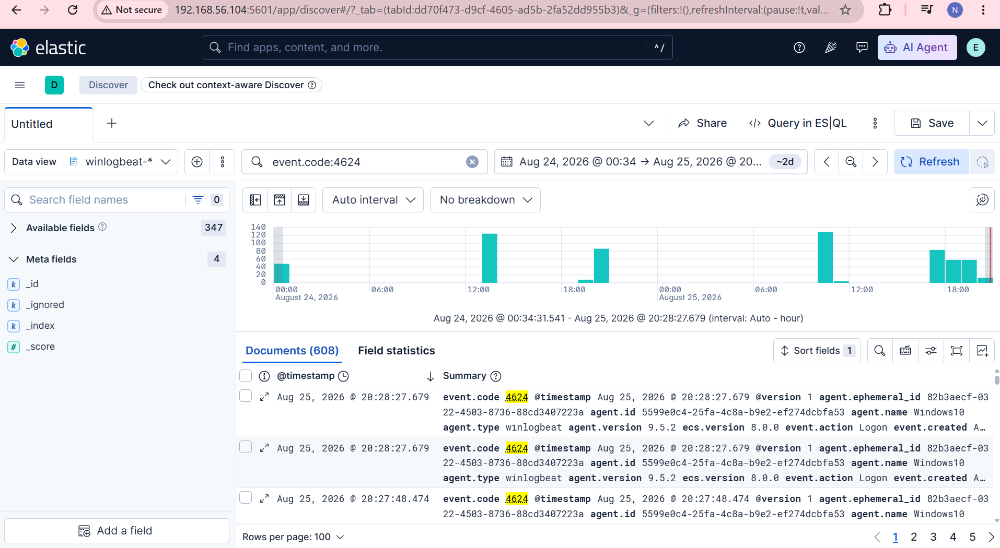 Not secure
192.168.56.104:5601/app/discover#/?_tab=(tabId:dd70f473-d9cf-4605-ad5b-2fa52dd955b3)&_g=(filters:!(),refreshInterval:(pause:!t,val...
N
elastic
Find apps, content, and more.
^ /
AI Agent
E
D
Discover
Check out context-aware Discover
Untitled
Share
Query in ES|QL
Save
Data view
winlogbeat-*
event.code:4624
Aug 24, 2026 @ 00:34 → Aug 25, 2026 @ 20...
~2d
Refresh
Search field names
0
Auto interval
No breakdown
Available fields
347
Meta fields
4
k _id
k _ignored
k _index
# _score
140
120
100
80
60
40
20
0
00:00 06:00 12:00 18:00 00:00 06:00 12:00 18:00
August 24, 2026 August 25, 2026
Aug 24, 2026 @ 00:34:31.541 - Aug 25, 2026 @ 20:28:27.679 (interval: Auto - hour)
Documents (608)
Field statistics
Sort fields 1
@timestamp
Summary
Aug 25, 2026 @ 20:28:27.679 event.code 4624 @timestamp Aug 25, 2026 @ 20:28:27.679 @version 1 agent.ephemeral_id 82b3aecf-03
22-4503-8736-88cd3407223a agent.id 5599e0c4-25fa-4c8a-b9e2-ef274dcbfa53 agent.name Windows10
agent.type winlogbeat agent.version 9.5.2 ecs.version 8.0.0 event.action Logon event.created A…
Aug 25, 2026 @ 20:28:27.679 event.code 4624 @timestamp Aug 25, 2026 @ 20:28:27.679 @version 1 agent.ephemeral_id 82b3aecf-03
22-4503-8736-88cd3407223a agent.id 5599e0c4-25fa-4c8a-b9e2-ef274dcbfa53 agent.name Windows10
agent.type winlogbeat agent.version 9.5.2 ecs.version 8.0.0 event.action Logon event.created A…
Aug 25, 2026 @ 20:27:48.474 event.code 4624 @timestamp Aug 25, 2026 @ 20:27:48.474 @version 1 agent.ephemeral_id 82b3aecf-03
22-4503-8736-88cd3407223a agent.id 5599e0c4-25fa-4c8a-b9e2-ef274dcbfa53 agent.name Windows10
Add a field
Rows per page: 100
1 2 3 4 5